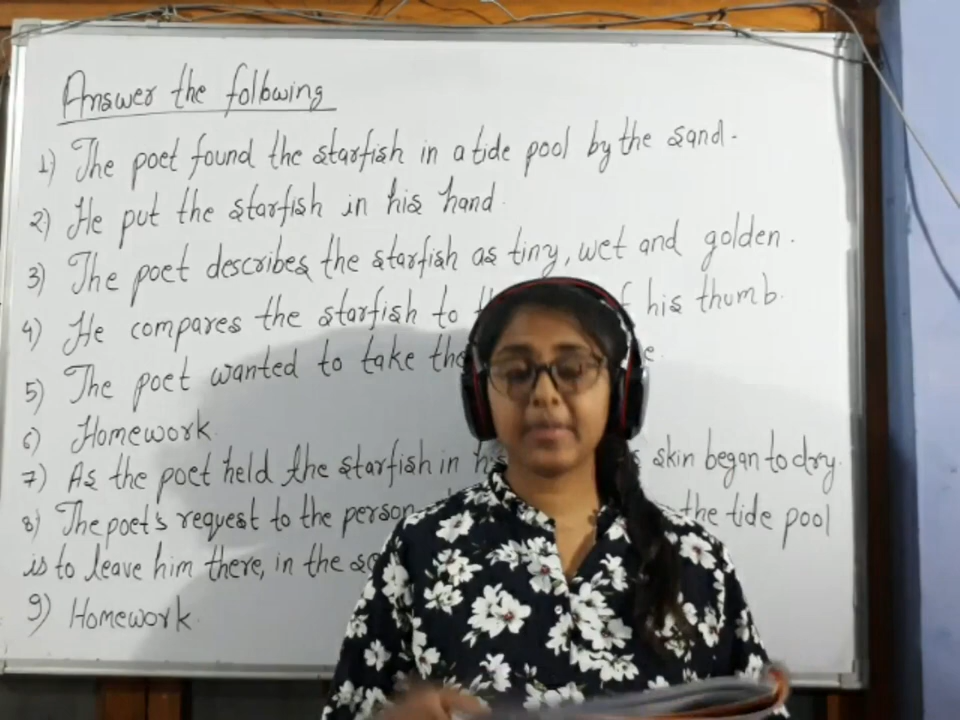 Answer the following
1) The poet found the starfish in a tide pool by the sand.
2) He put the starfish in his hand.
3) The poet describes the starfish as tiny, wet and golden.
4) He compares the starfish to his thumb.
5) The poet wanted to take
6) Homework.
7) As the poet held the starfish in skin began to dry.
8) The poet's request to the person the tide pool
is to leave him there, in the
9) Homework